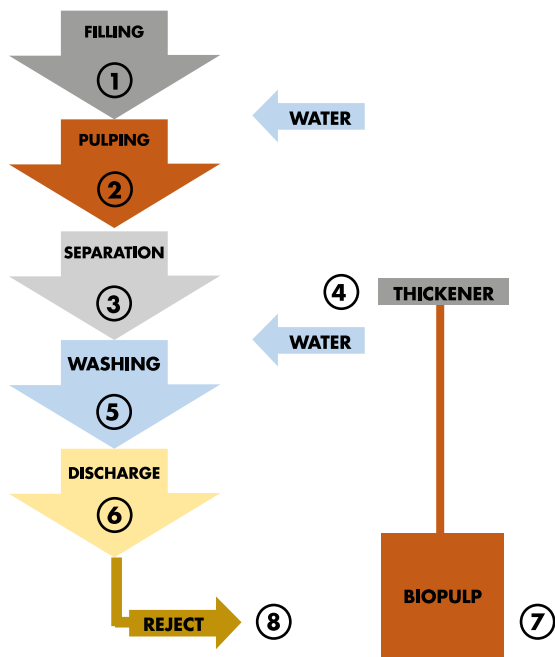 FILLING
1
WATER
PULPING
2
SEPARATION
3
4
THICKENER
WATER
WASHING
5
DISCHARGE
6
BIOPULP
7
REJECT
8